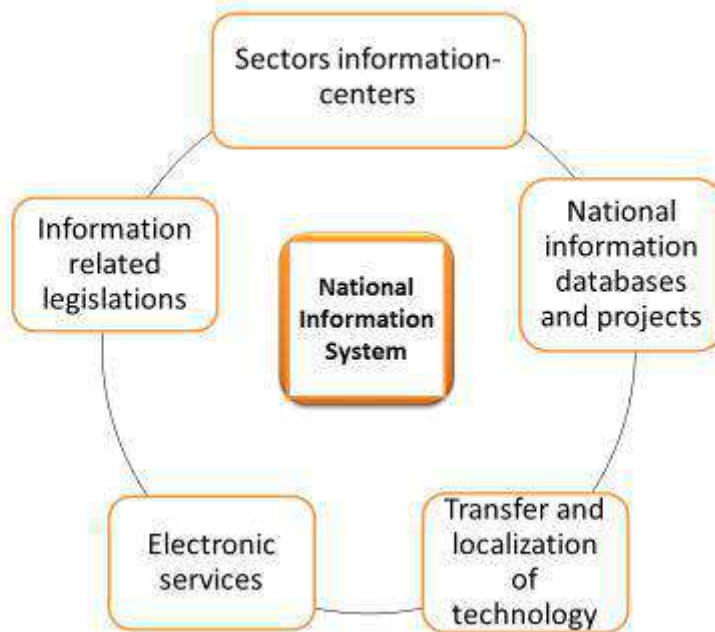 Sectors information-
centers
National
information
databases
and projects
Information
related
legislations
National
Information
System
Transfer and
localization
of
technology
Electronic
services